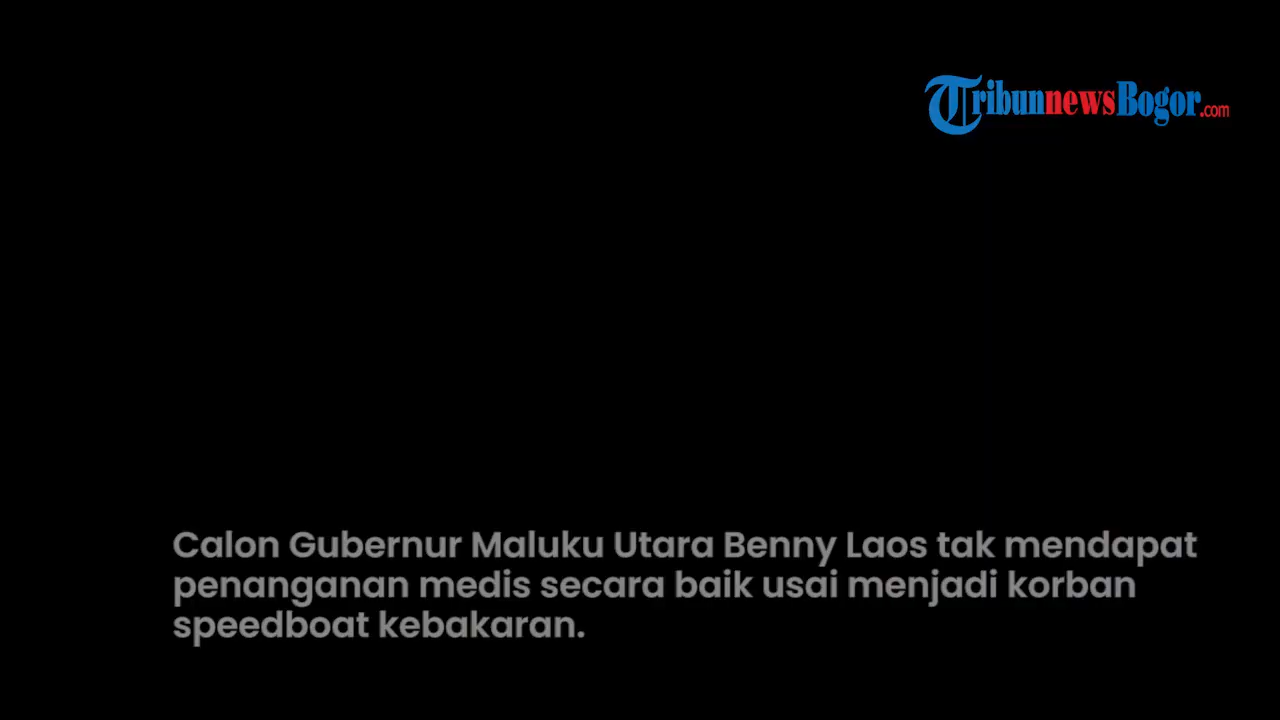 TribunnewsBogor.com
Calon Gubernur Maluku Utara Benny Laos tak mendapat
penanganan medis secara baik usai menjadi korban
speedboat kebakaran.